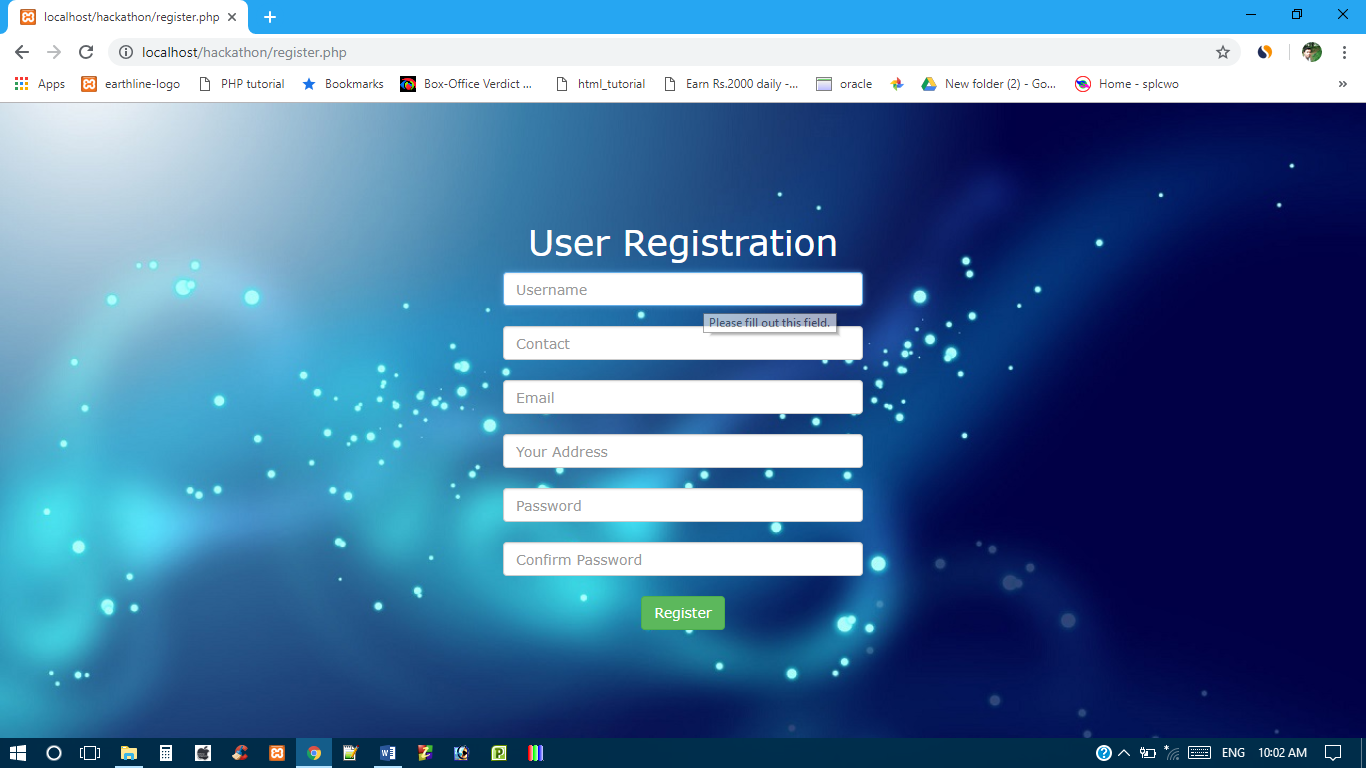 localhost/hackathon/register.php
localhost/hackathon/register.php
Apps earthline-logo PHP tutorial Bookmarks Box-Office Verdict ... html_tutorial Earn Rs.2000 daily -... oracle New folder (2) - Go... Home - splcwo »
User Registration
Username
Please fill out this field.
Contact
Email
Your Address
Password
Confirm Password
Register
ENG 10:02 AM